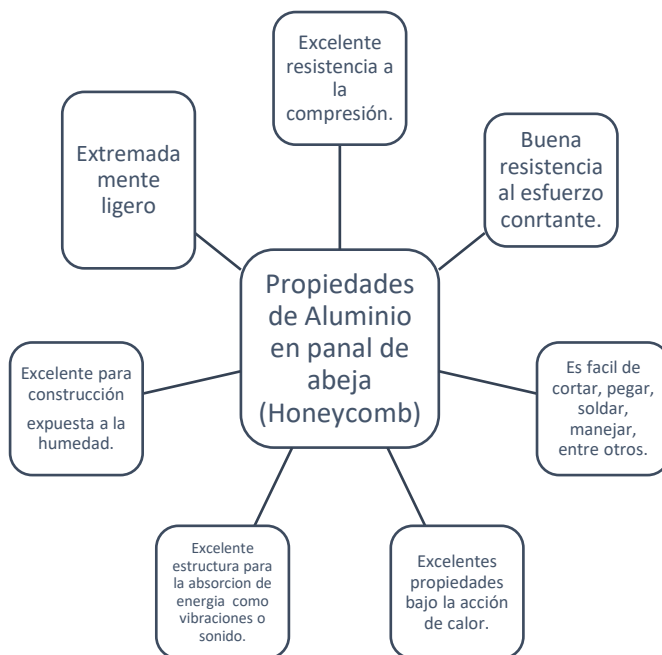 Excelente
resistencia a
la
compresión.
Buena
resistencia
al esfuerzo
conrtante.
Extremada
mente
ligero
Propiedades
de Aluminio
en panal de
abeja
(Honeycomb)
Es facil de
cortar, pegar,
soldar,
manejar,
entre otros.
Excelente para
construcción
expuesta a la
humedad.
Excelentes
propiedades
bajo la acción
de calor.
Excelente
estructura para
la absorcion de
energia como
vibraciones o
sonido.